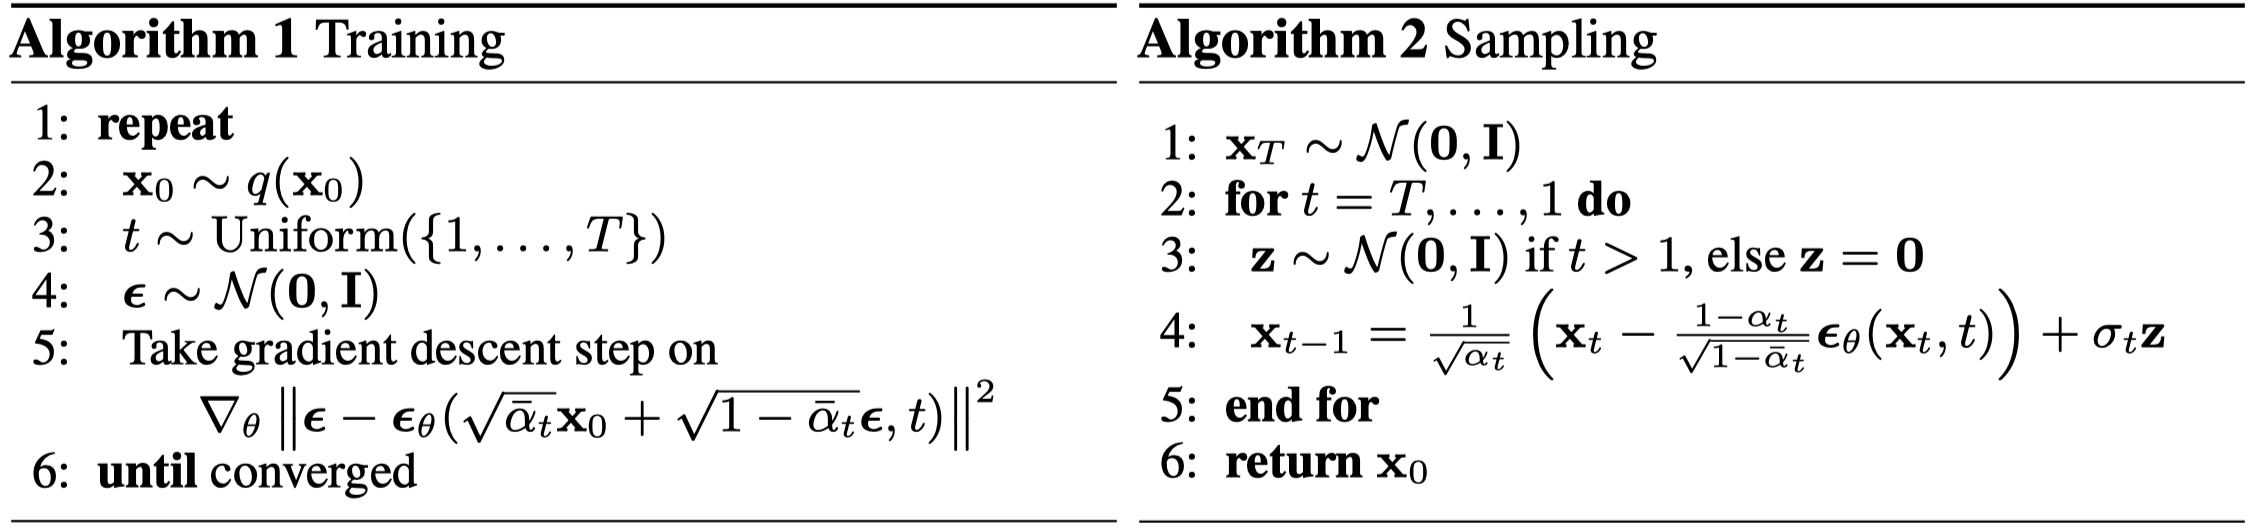 Algorithm 1 Training
1: repeat
2: x₀ ∼ q(x₀)
3: t ∼ Uniform({1, . . . , T})
4: ϵ ∼ 𝒩(0, I)
5: Take gradient descent step on
∇_θ ‖ϵ − ϵ_θ(√ᾱ_t x₀ + √1 − ᾱ_t ϵ, t)‖²
6: until converged
Algorithm 2 Sampling
1: x_T ∼ 𝒩(0, I)
2: for t = T, . . . , 1 do
3: z ∼ 𝒩(0, I) if t > 1, else z = 0
4: x_{t−1} = 1/√α_t (x_t − (1−α_t)/√(1−ᾱ_t) ϵ_θ(x_t, t)) + σ_t z
5: end for
6: return x₀